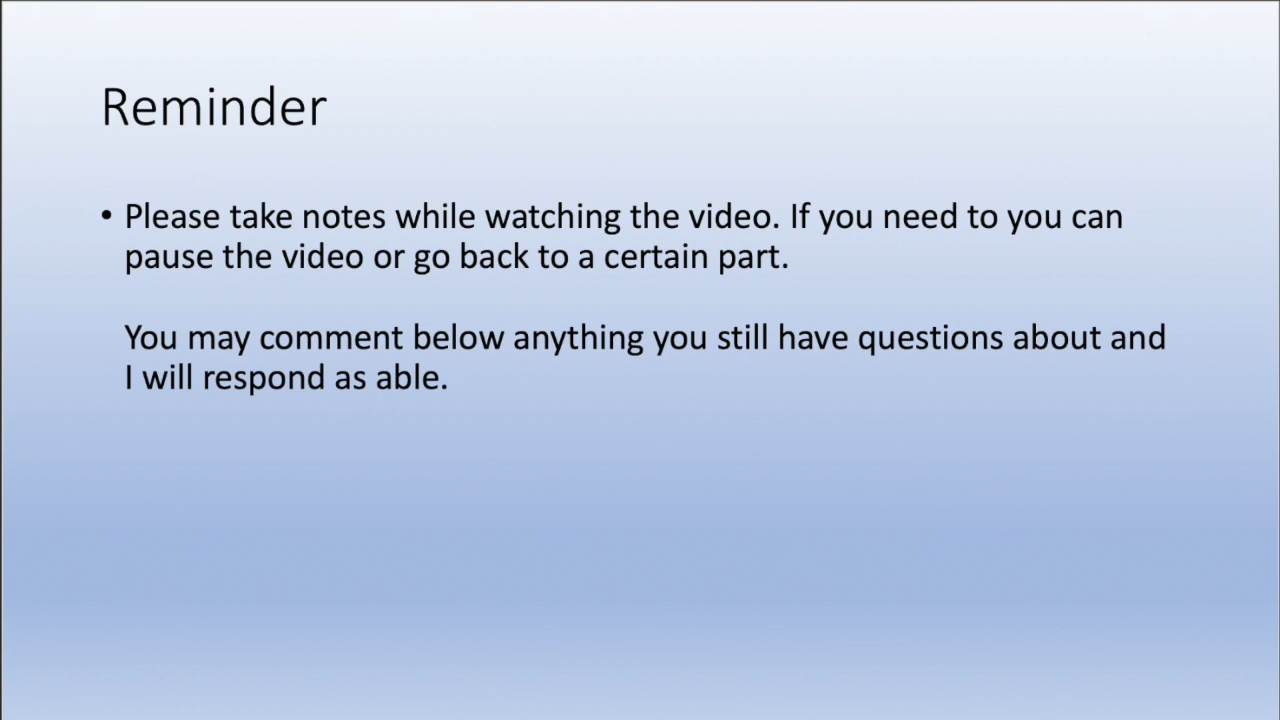 Reminder
• Please take notes while watching the video. If you need to you can
pause the video or go back to a certain part.
You may comment below anything you still have questions about and
I will respond as able.